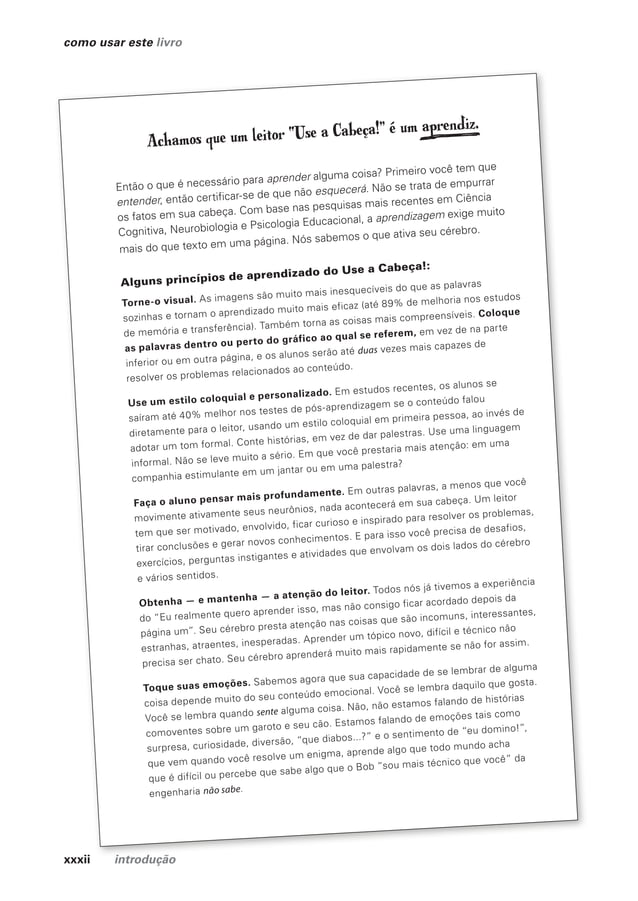 como usar este livro
Achamos que um leitor "Use a Cabeça!" é um aprendiz.
Então o que é necessário para aprender alguma coisa? Primeiro você tem que
entender, então certificar-se de que não esquecerá. Não se trata de empurrar
os fatos em sua cabeça. Com base nas pesquisas mais recentes em Ciência
Cognitiva, Neurobiologia e Psicologia Educacional, a aprendizagem exige muito
mais do que texto em uma página. Nós sabemos o que ativa seu cérebro.
Alguns princípios de aprendizado do Use a Cabeça!:
Torne-o visual. As imagens são muito mais inesquecíveis do que as palavras
sozinhas e tornam o aprendizado muito mais eficaz (até 89% de melhoria nos estudos
de memória e transferência). Também torna as coisas mais compreensíveis. Coloque
as palavras dentro ou perto do gráfico ao qual se referem, em vez de na parte
inferior ou em outra página, e os alunos serão até duas vezes mais capazes de
resolver os problemas relacionados ao conteúdo.
Use um estilo coloquial e personalizado. Em estudos recentes, os alunos se
saíram até 40% melhor nos testes de pós-aprendizagem se o conteúdo falou
diretamente para o leitor, usando um estilo coloquial em primeira pessoa, ao invés de
adotar um tom formal. Conte histórias, em vez de dar palestras. Use uma linguagem
informal. Não se leve muito a sério. Em que você prestaria mais atenção: em uma
companhia estimulante em um jantar ou em uma palestra?
Faça o aluno pensar mais profundamente. Em outras palavras, a menos que você
movimente ativamente seus neurônios, nada acontecerá em sua cabeça. Um leitor
tem que ser motivado, envolvido, ficar curioso e inspirado para resolver os problemas,
tirar conclusões e gerar novos conhecimentos. E para isso você precisa de desafios,
exercícios, perguntas instigantes e atividades que envolvam os dois lados do cérebro
e vários sentidos.
Obtenha — e mantenha — a atenção do leitor. Todos nós já tivemos a experiência
do "Eu realmente quero aprender isso, mas não consigo ficar acordado depois da
página um". Seu cérebro presta atenção nas coisas que são incomuns, interessantes,
estranhas, atraentes, inesperadas. Aprender um tópico novo, difícil e técnico não
precisa ser chato. Seu cérebro aprenderá muito mais rapidamente se não for assim.
Toque suas emoções. Sabemos agora que sua capacidade de se lembrar de alguma
coisa depende muito do seu conteúdo emocional. Você se lembra daquilo que gosta.
Você se lembra quando sente alguma coisa. Não, não estamos falando de histórias
comoventes sobre um garoto e seu cão. Estamos falando de emoções tais como
surpresa, curiosidade, diversão, "que diabos...?" e o sentimento de "eu domino!",
que vem quando você resolve um enigma, aprende algo que todo mundo acha
que é difícil ou percebe que sabe algo que o Bob "sou mais técnico que você" da
engenharia não sabe.
xxxii introdução